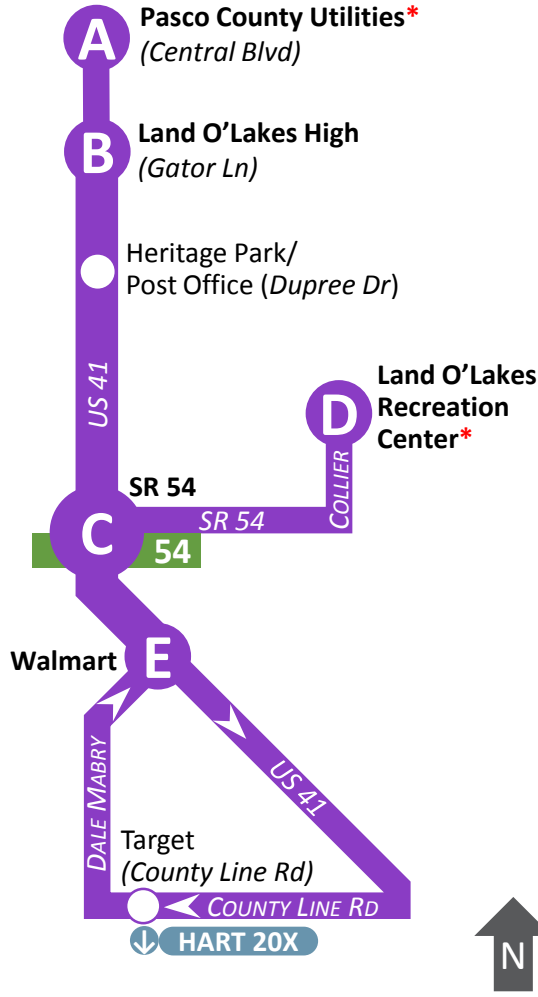 A
Pasco County Utilities*
(Central Blvd)
B
Land O'Lakes High
(Gator Ln)
Heritage Park/
Post Office (Dupree Dr)
US 41
D
Land O'Lakes
Recreation
Center*
COLLIER
SR 54
SR 54
C
54
Walmart
E
DALE MABRY
US 41
Target
(County Line Rd)
COUNTY LINE RD
HART 20X
N